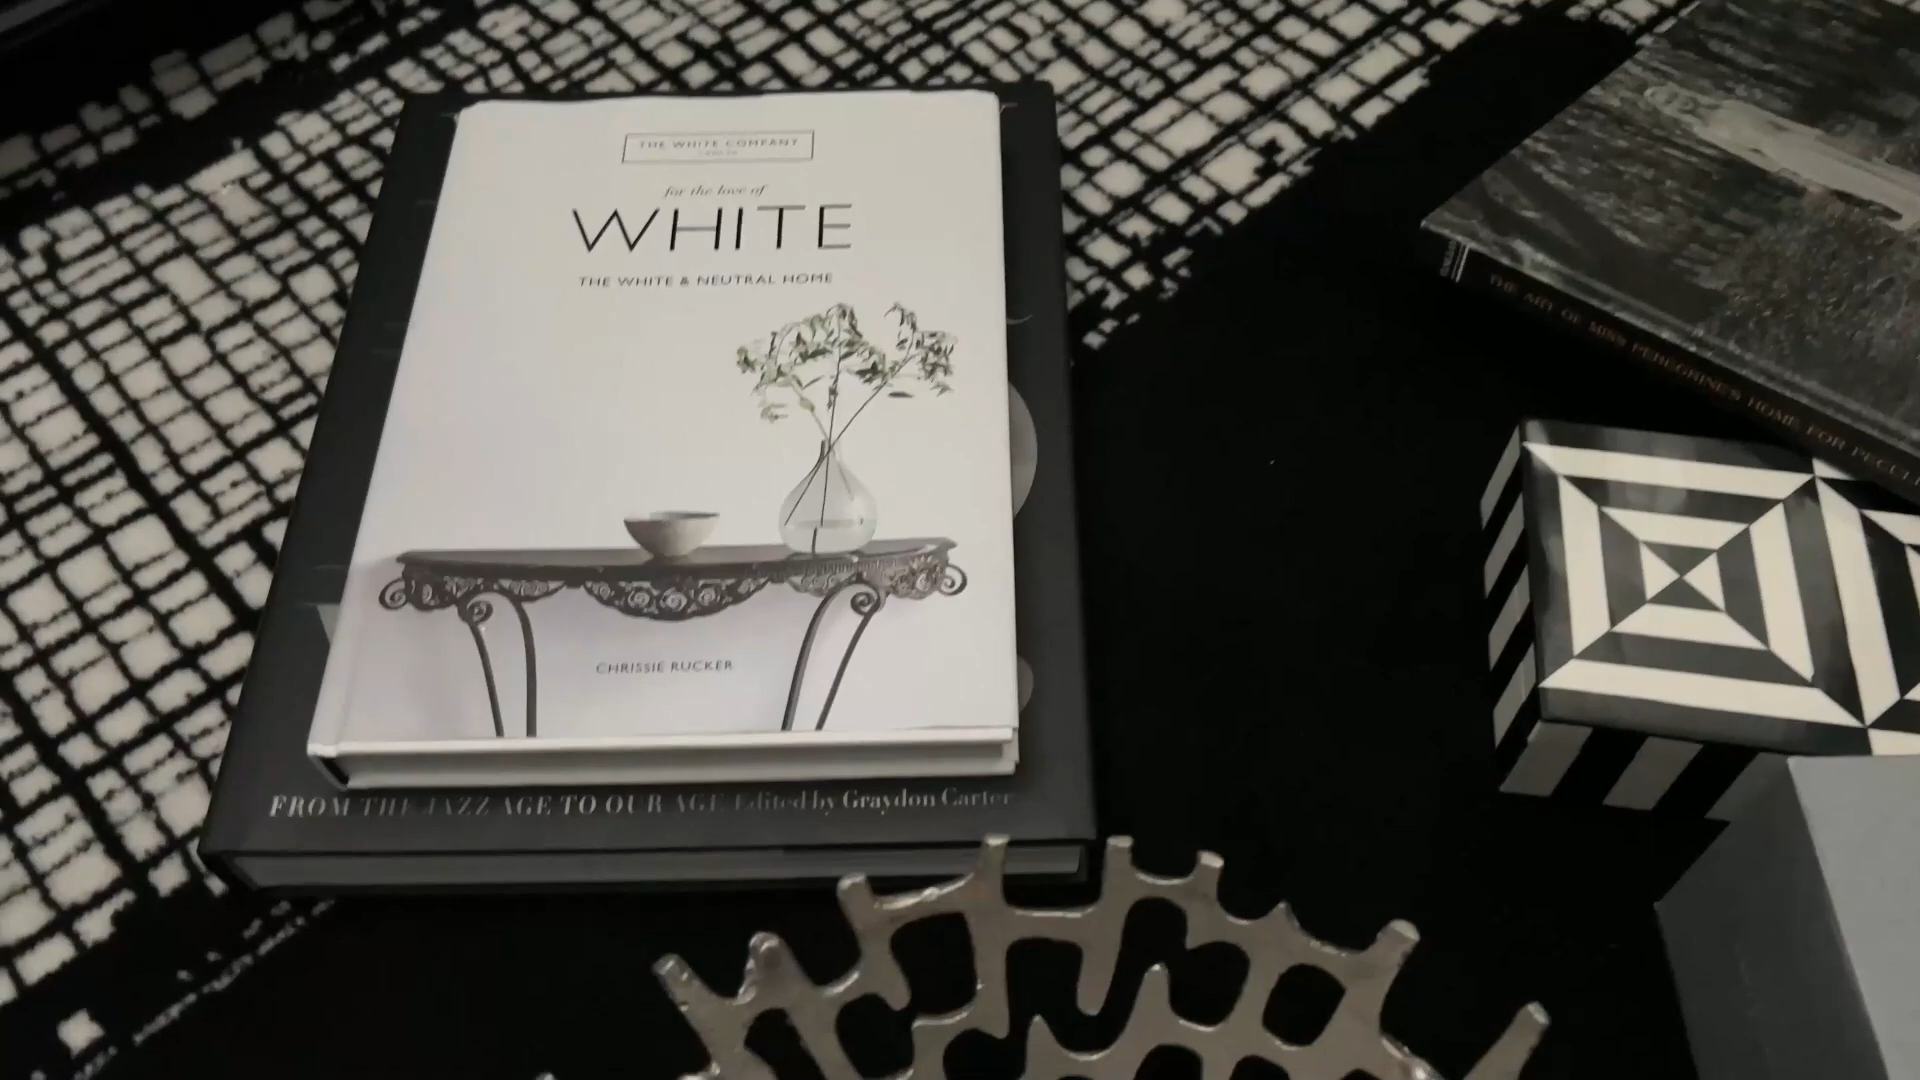 THE WHITE COMPANY
for the love of
WHITE
THE WHITE & NEUTRAL HOME
CHRISSIE RUCKER
FROM THE JAZZ AGE TO OUR AGE Edited by Graydon Carter
THE ART OF MISS PEREGRINE'S HOME FOR